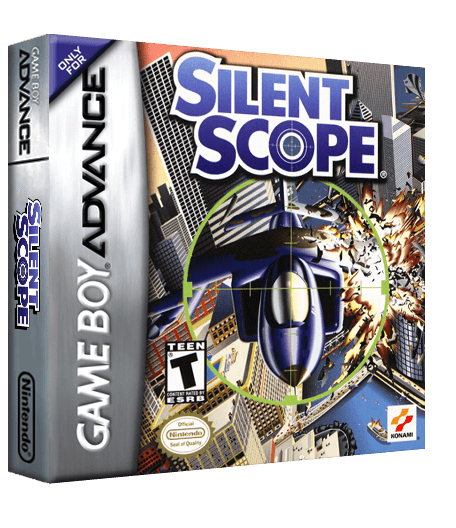 GAME BOY
ADVANCE
SILENT
SCOPE
Nintendo
ONLY
FOR
GAME BOY ADVANCE
SILENT
SCOPE
®
TEEN
T
CONTENT RATED BY
ESRB
Official
Nintendo
Seal of Quality
KONAMI